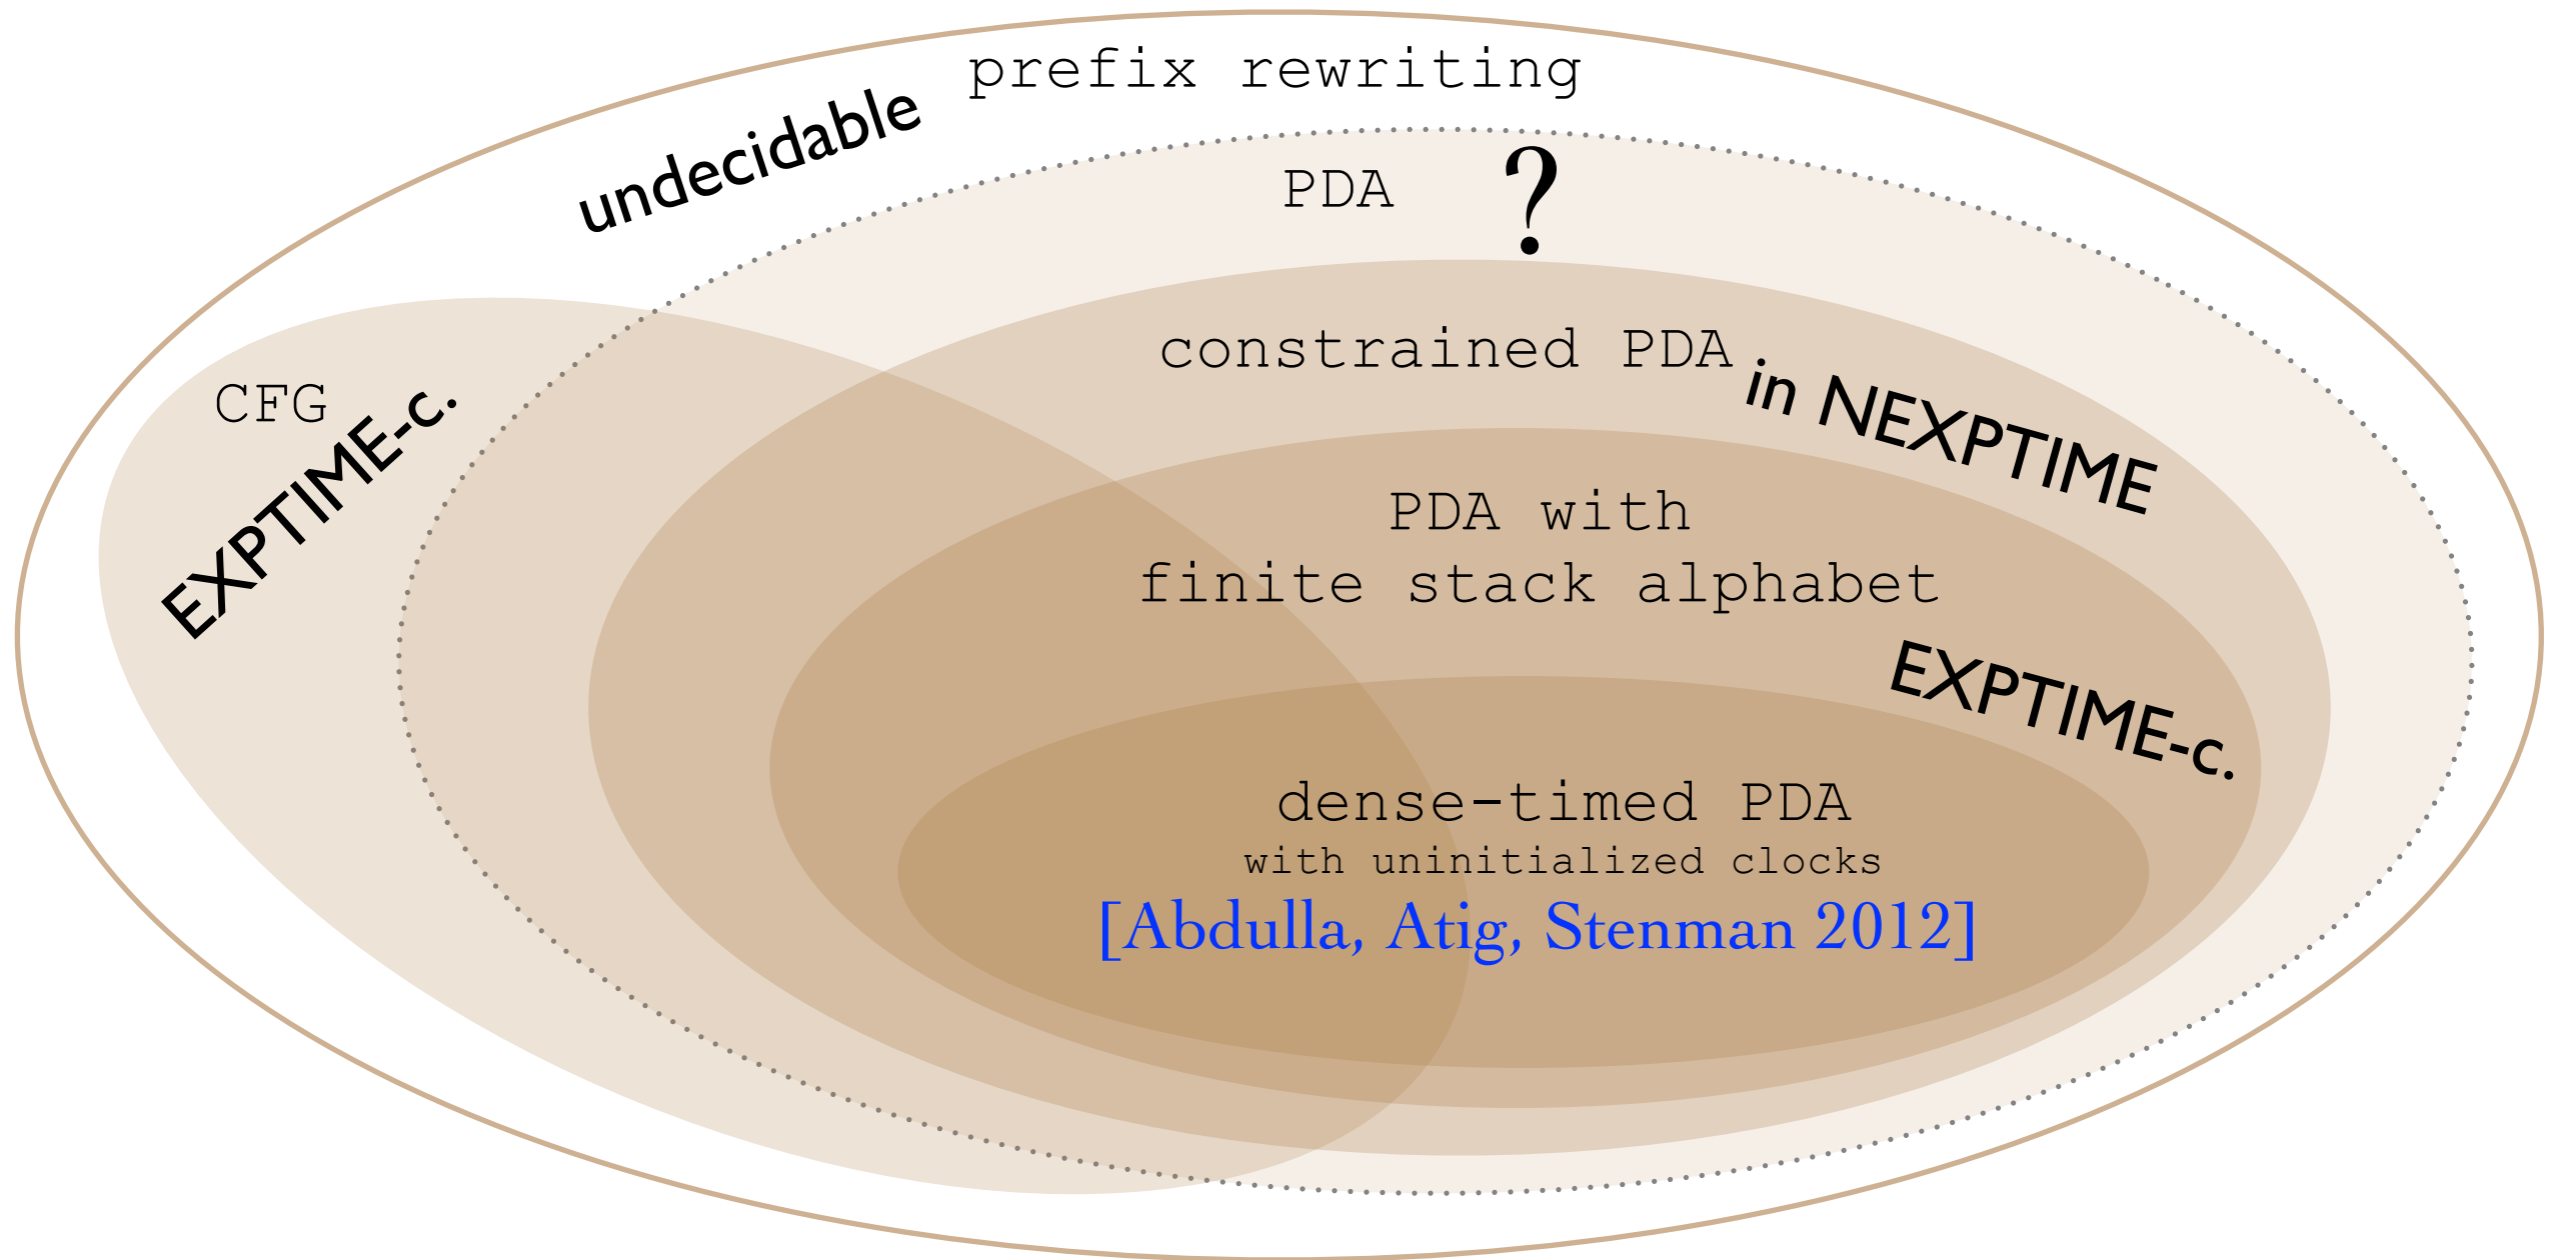 prefix rewriting
undecidable
PDA ?
constrained PDA
in NEXPTIME
CFG
EXPTIME-c.
PDA with
finite stack alphabet
EXPTIME-c.
dense-timed PDA
with uninitialized clocks
[Abdulla, Atig, Stenman 2012]